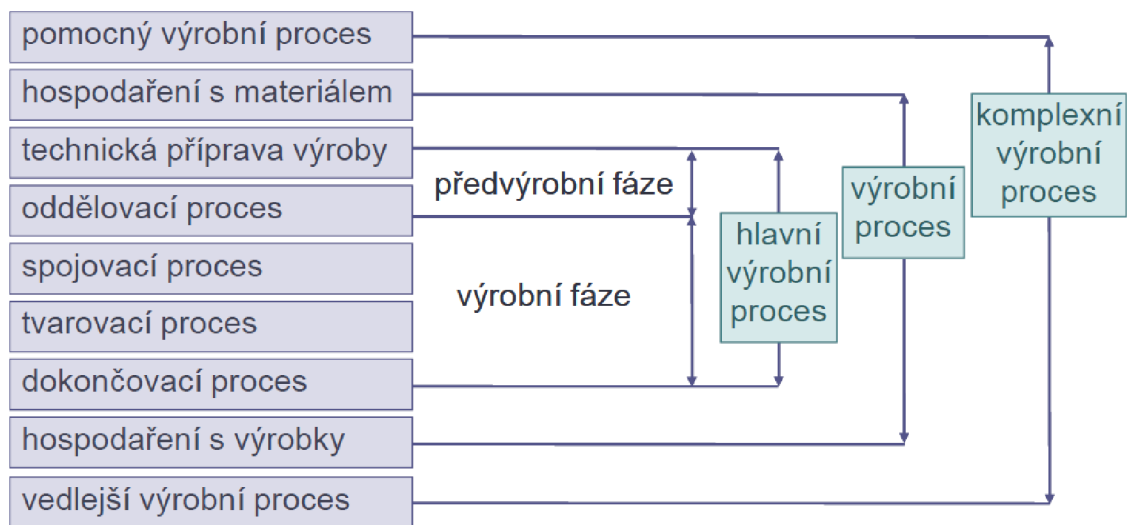 pomocný výrobní proces
hospodaření s materiálem
technická příprava výroby
oddělovací proces
spojovací proces
tvarovací proces
dokončovací proces
hospodaření s výrobky
vedlejší výrobní proces
předvýrobní fáze
výrobní fáze
hlavní
výrobní
proces
výrobní
proces
komplexní
výrobní
proces